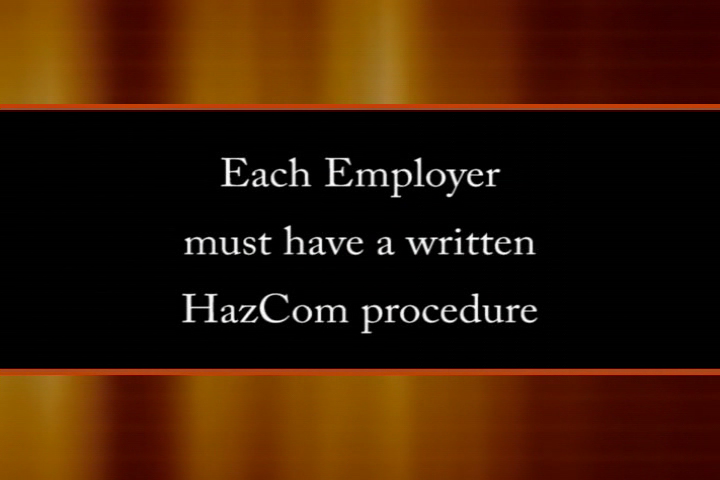 Each Employer
must have a written
HazCom procedure